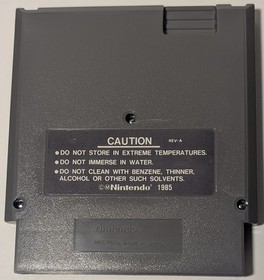 CAUTION REV-A
•DO NOT STORE IN EXTREME TEMPERATURES.
•DO NOT IMMERSE IN WATER.
•DO NOT CLEAN WITH BENZENE, THINNER,
ALCOHOL OR OTHER SUCH SOLVENTS.
©Ⓜ Nintendo® 1985